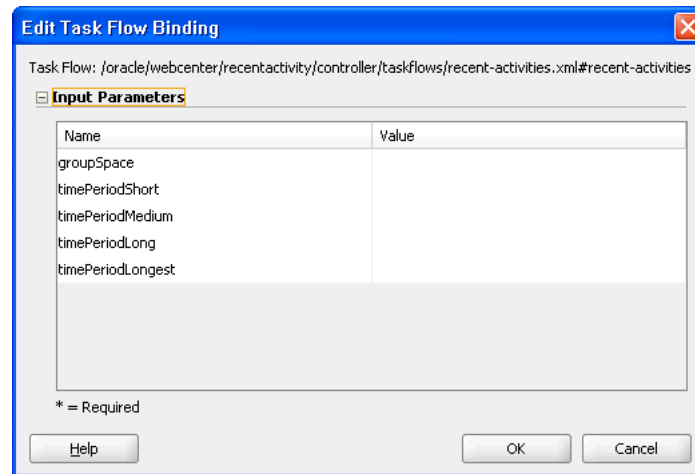 Edit Task Flow Binding
Task Flow: /oracle/webcenter/recentactivity/controller/taskflows/recent-activities.xml#recent-activities
Input Parameters
Name Value
groupSpace
timePeriodShort
timePeriodMedium
timePeriodLong
timePeriodLongest
* = Required
Help OK Cancel